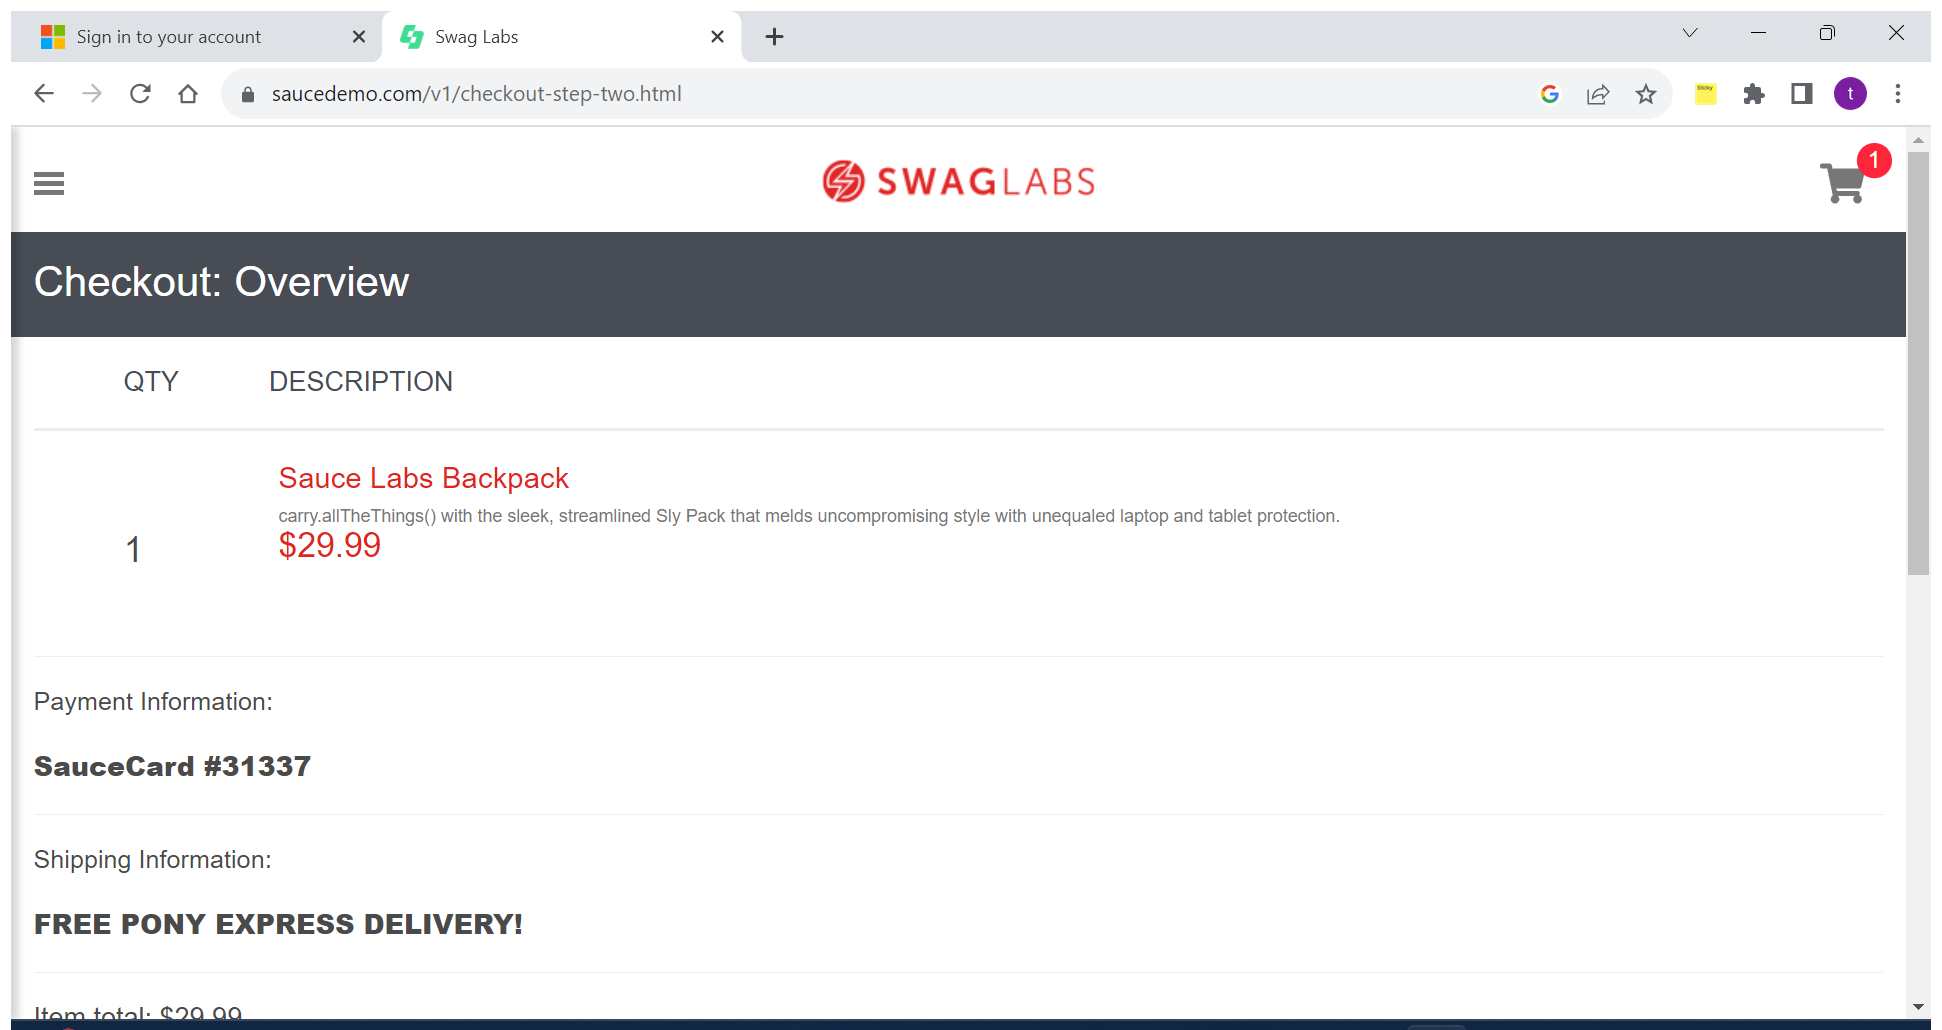 Sign in to your account
Swag Labs
saucedemo.com/v1/checkout-step-two.html
Sticky
t
SWAGLABS
1
Checkout: Overview
QTY DESCRIPTION
Sauce Labs Backpack
carry.allTheThings() with the sleek, streamlined Sly Pack that melds uncompromising style with unequaled laptop and tablet protection.
1
$29.99
Payment Information:
SauceCard #31337
Shipping Information:
FREE PONY EXPRESS DELIVERY!
Item total: $29.99